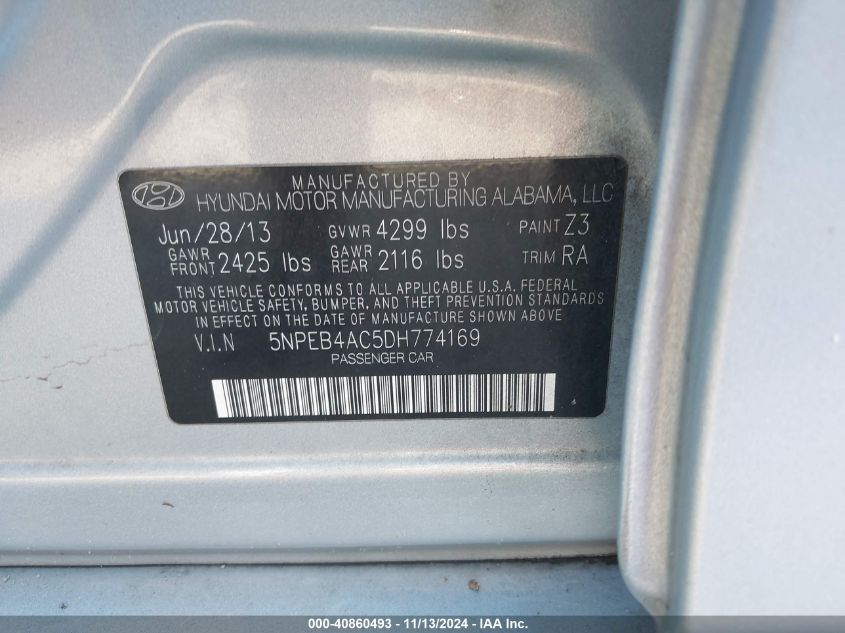 MANUFACTURED BY
HYUNDAI MOTOR MANUFACTURING ALABAMA, LLC
Jun/28/13 GVWR 4299 lbs PAINT Z3
GAWR FRONT 2425 lbs GAWR REAR 2116 lbs TRIM RA
THIS VEHICLE CONFORMS TO ALL APPLICABLE U.S.A. FEDERAL
MOTOR VEHICLE SAFETY, BUMPER, AND THEFT PREVENTION STANDARDS
IN EFFECT ON THE DATE OF MANUFACTURE SHOWN ABOVE
V.I.N 5NPEB4AC5DH774169
PASSENGER CAR
000-40860493 - 11/13/2024 - IAA Inc.